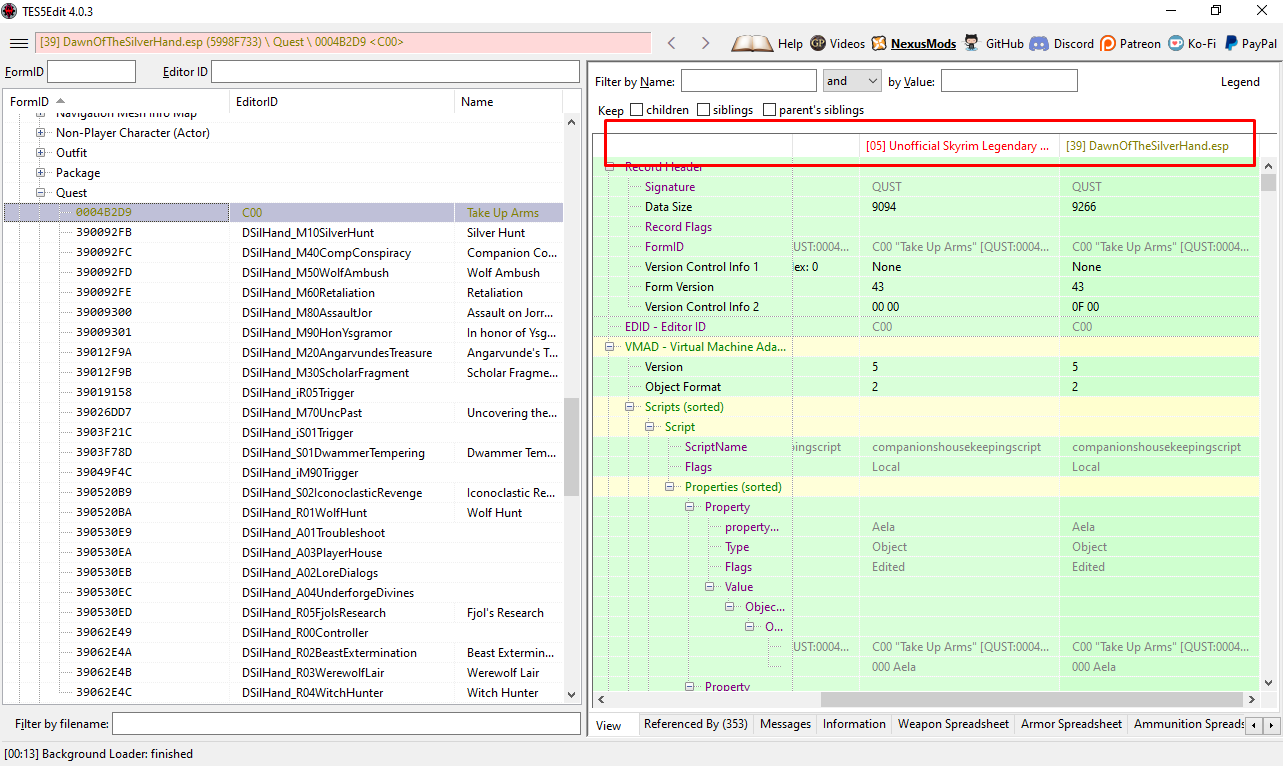 TES5Edit 4.0.3
[39] DawnOfTheSilverHand.esp (5998F733) \ Quest \ 0004B2D9 <C00>
Help Videos NexusMods GitHub Discord Patreon Ko-Fi PayPal
FormID Editor ID
FormID EditorID Name
Navigation Mesh Info Map
Non-Player Character (Actor)
Outfit
Package
Quest
0004B2D9 C00 Take Up Arms
390092FB DSilHand_M10SilverHunt Silver Hunt
390092FC DSilHand_M40CompConspiracy Companion Co...
390092FD DSilHand_M50WolfAmbush Wolf Ambush
390092FE DSilHand_M60Retaliation Retaliation
39009300 DSilHand_M80AssaultJor Assault on Jorr...
39009301 DSilHand_M90HonYsgramor In honor of Ysg...
39012F9A DSilHand_M20AngarvundesTreasure Angarvunde's T...
39012F9B DSilHand_M30ScholarFragment Scholar Fragme...
39019158 DSilHand_iR05Trigger
39026DD7 DSilHand_M70UncPast Uncovering the...
3903F21C DSilHand_iS01Trigger
3903F78D DSilHand_S01DwammerTempering Dwammer Tem...
39049F4C DSilHand_iM90Trigger
390520B9 DSilHand_S02IconoclasticRevenge Iconoclastic Re...
390520BA DSilHand_R01WolfHunt Wolf Hunt
390530E9 DSilHand_A01Troubleshoot
390530EA DSilHand_A03PlayerHouse
390530EB DSilHand_A02LoreDialogs
390530EC DSilHand_A04UnderforgeDivines
390530ED DSilHand_R05FjolsResearch Fjol's Research
39062E49 DSilHand_R00Controller
39062E4A DSilHand_R02BeastExtermination Beast Extermin...
39062E4B DSilHand_R03WerewolfLair Werewolf Lair
39062E4C DSilHand_R04WitchHunter Witch Hunter
Filter by filename:
Filter by Name: and by Value: Legend
Keep children siblings parent's siblings
[05] Unofficial Skyrim Legendary ... [39] DawnOfTheSilverHand.esp
Record Header
Signature QUST QUST
Data Size 9094 9266
Record Flags
FormID UST:0004... C00 "Take Up Arms" [QUST:0004... C00 "Take Up Arms" [QUST:0004...
Version Control Info 1 ex: 0 None None
Form Version 43 43
Version Control Info 2 00 00 0F 00
EDID - Editor ID C00 C00
VMAD - Virtual Machine Ada...
Version 5 5
Object Format 2 2
Scripts (sorted)
Script
ScriptName pingscript companionshousekeepingscript companionshousekeepingscript
Flags Local Local
Properties (sorted)
Property
property... Aela Aela
Type Object Object
Flags Edited Edited
Value
Objec...
O...
UST:0004... C00 "Take Up Arms" [QUST:0004... C00 "Take Up Arms" [QUST:0004...
000 Aela 000 Aela
Property
View Referenced By (353) Messages Information Weapon Spreadsheet Armor Spreadsheet Ammunition Spreads
[00:13] Background Loader: finished